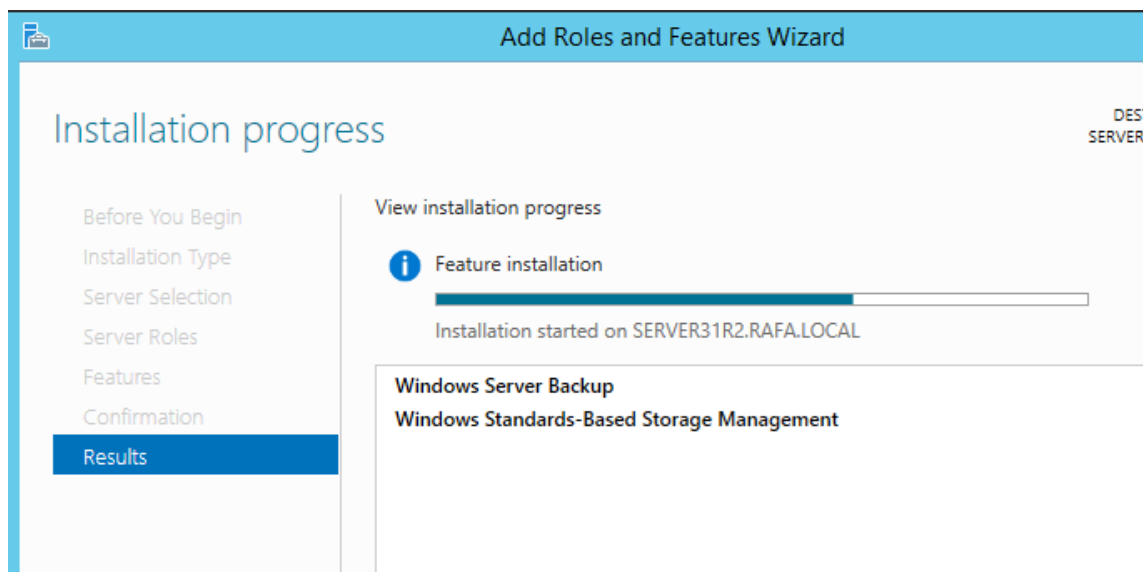 Add Roles and Features Wizard
Installation progress
DES
SERVER
Before You Begin
Installation Type
Server Selection
Server Roles
Features
Confirmation
Results
View installation progress
Feature installation
Installation started on SERVER31R2.RAFA.LOCAL
Windows Server Backup
Windows Standards-Based Storage Management